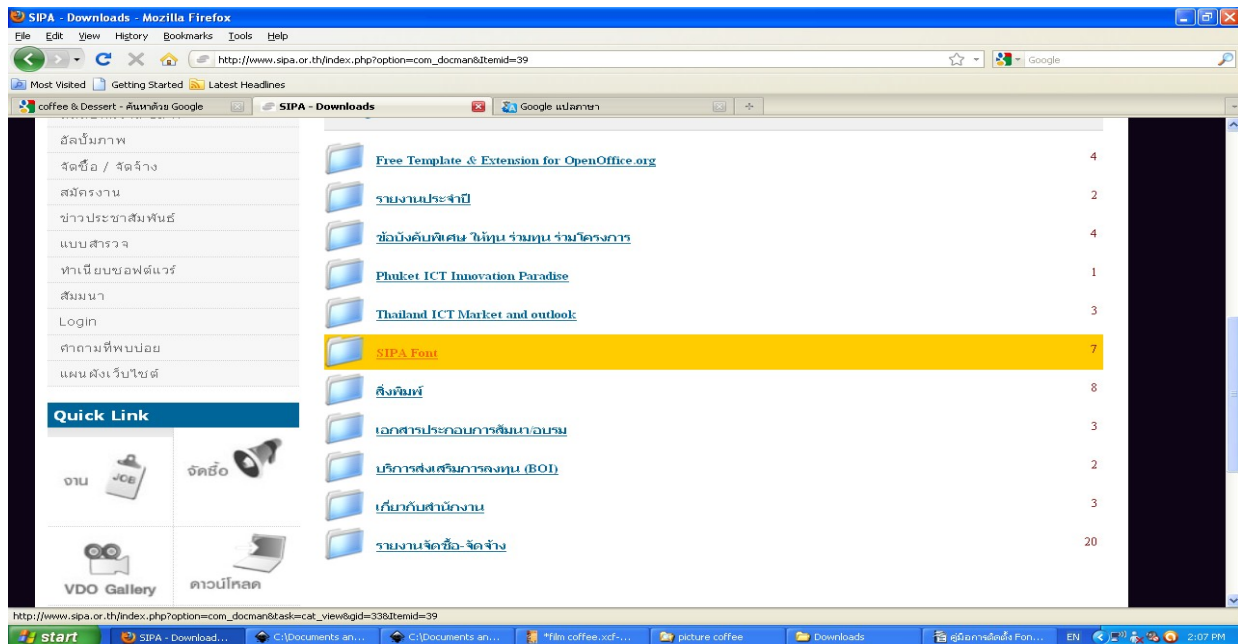 SIPA - Downloads - Mozilla Firefox
File Edit View History Bookmarks Tools Help
http://www.sipa.or.th/index.php?option=com_docman&Itemid=39
Google
Most Visited Getting Started Latest Headlines
coffee & Dessert - ค้นหาด้วย Google
SIPA - Downloads
Google แปลภาษา
อัลบั้มภาพ
จัดซื้อ / จัดจ้าง
สมัครงาน
ข่าวประชาสัมพันธ์
แบบสำรวจ
ทำเนียบซอฟต์แวร์
สัมมนา
Login
คำถามที่พบบ่อย
แผนผังเว็บไซต์
Quick Link
งาน
JOB
จัดซื้อ
VDO Gallery
ดาวน์โหลด
Free Template & Extension for OpenOffice.org 4
รายงานประจำปี 2
ข้อบังคับพิเศษ ให้ทุน ร่วมทุน ร่วมโครงการ 4
Phuket ICT Innovation Paradise 1
Thailand ICT Market and outlook 3
SIPA Font 7
สิ่งพิมพ์ 8
เอกสารประกอบการสัมนา/อบรม 3
บริการส่งเสริมการลงทุน (BOI) 2
เกี่ยวกับสำนักงาน 3
รายงานจัดซื้อ-จัดจ้าง 20
http://www.sipa.or.th/index.php?option=com_docman&task=cat_view&gid=33&Itemid=39
start
SIPA - Download...
C:\Documents an...
C:\Documents an...
*film coffee.xcf-...
picture coffee
Downloads
คู่มือการติดตั้ง Fon...
EN
2:07 PM